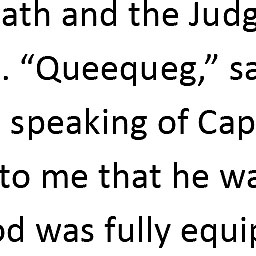 ath and the Judg
. “Queequeg,” sa
speaking of Cap
to me that he wa
od was fully equip